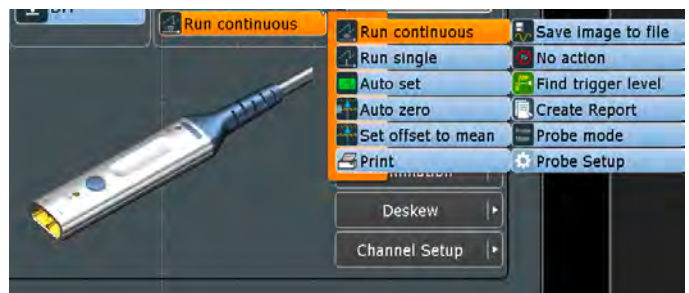 Run continuous
Run continuous
Save image to file
Run single
No action
Auto set
Find trigger level
Auto zero
Create Report
Set offset to mean
Probe mode
Print
Probe Setup
Deskew
Channel Setup